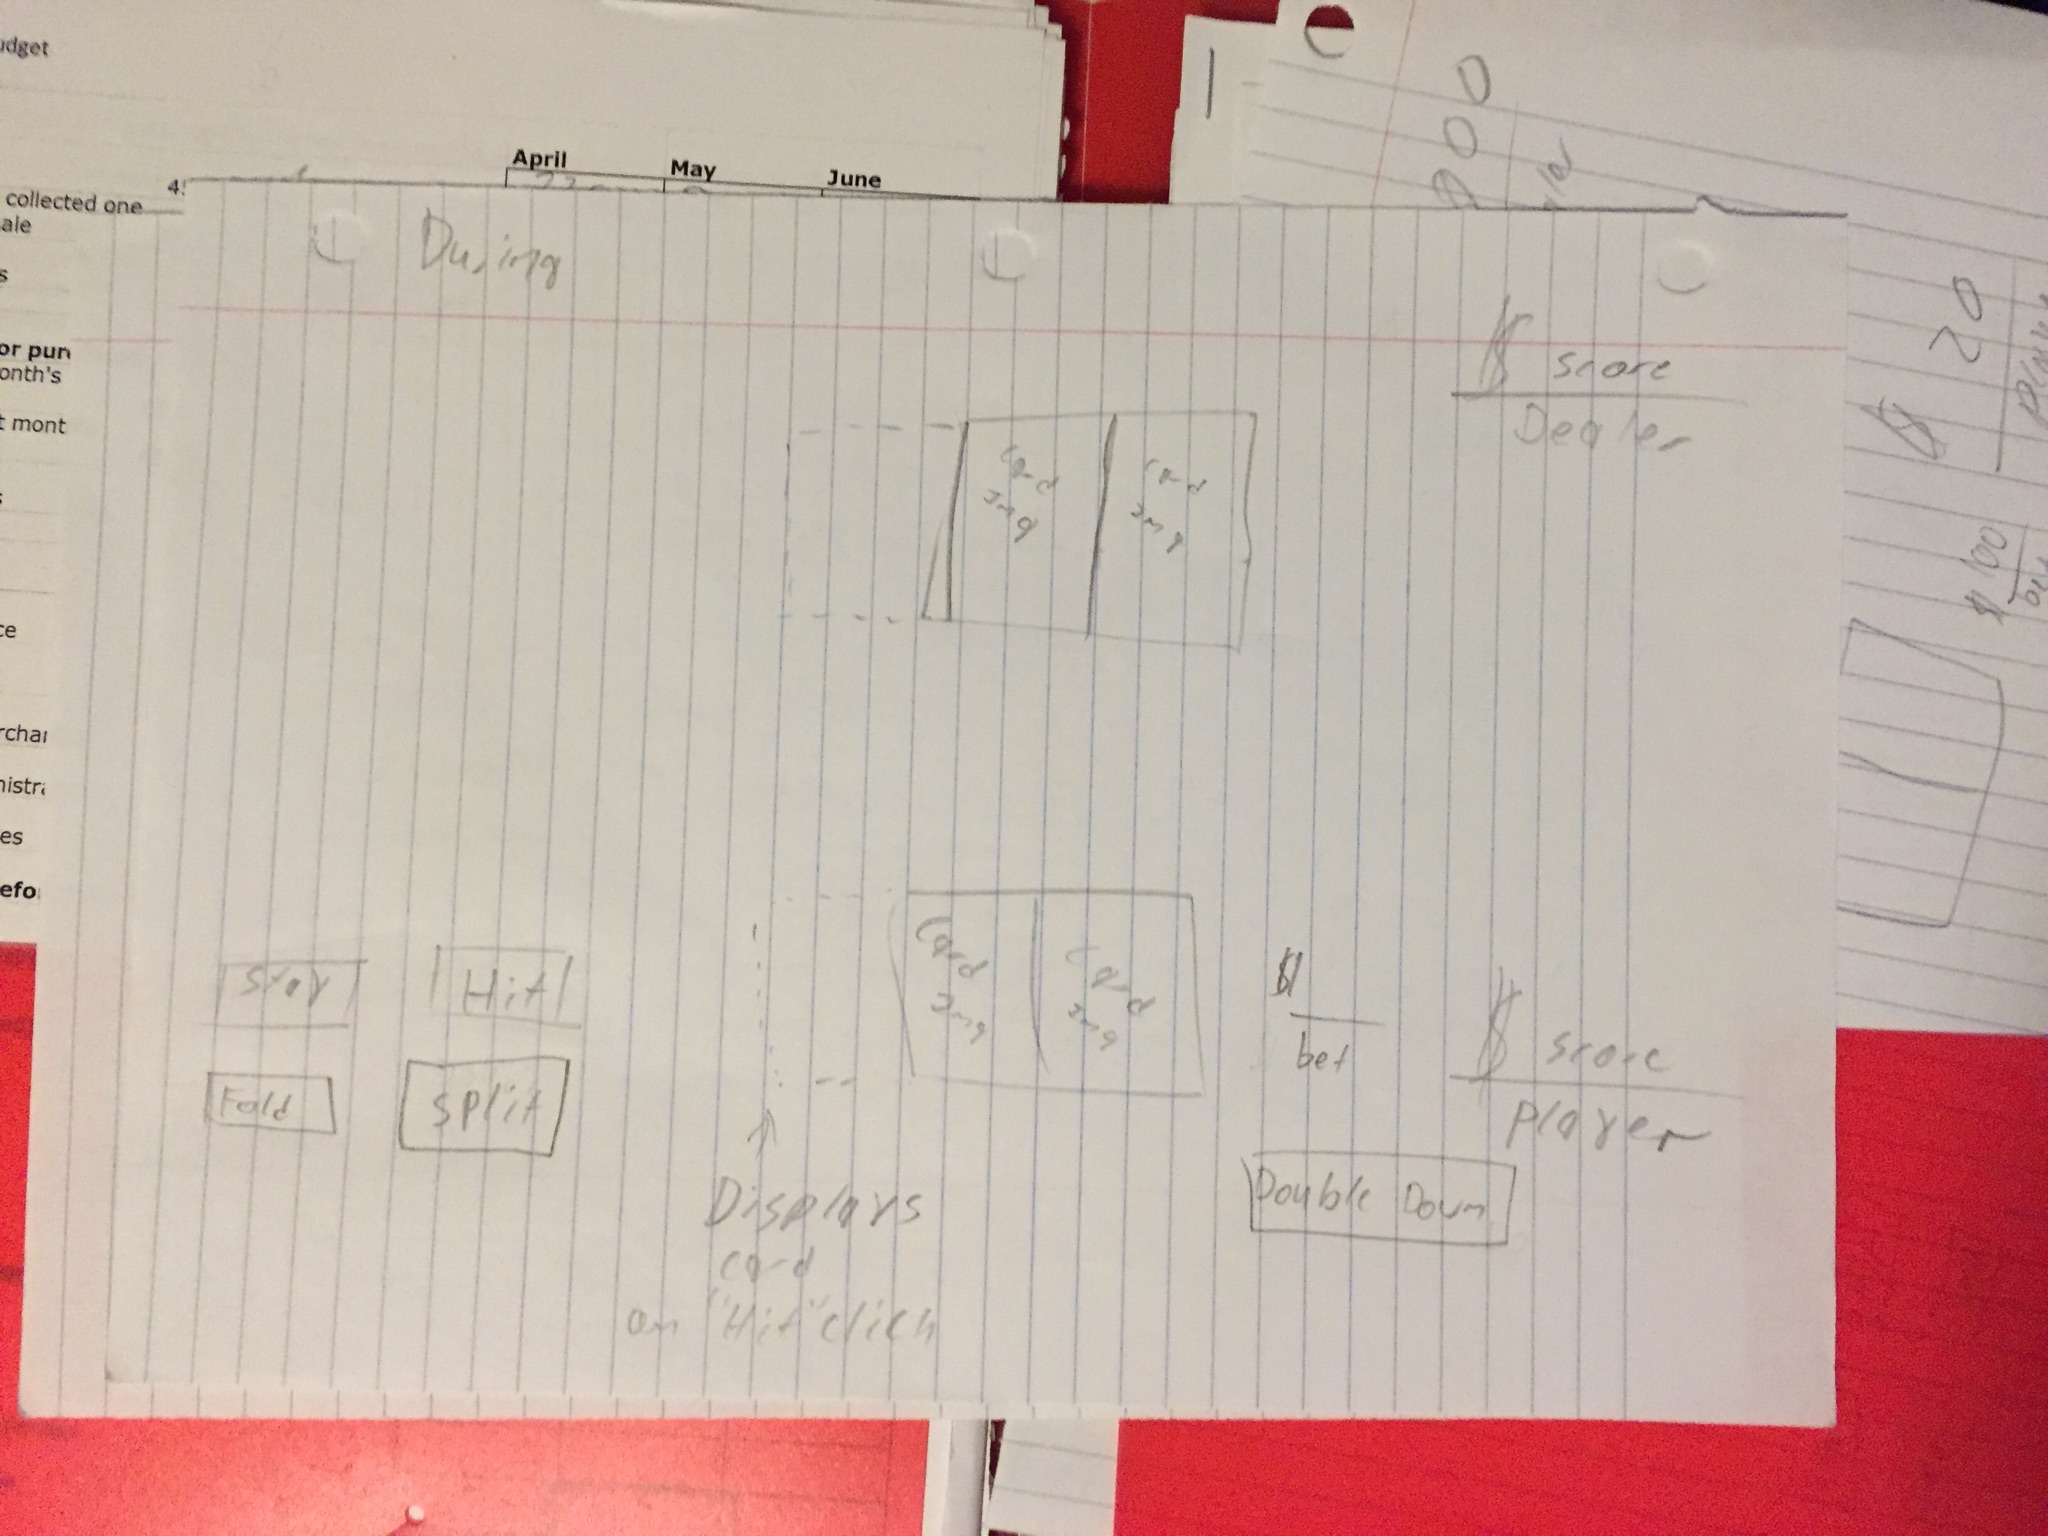 udget
April May June
4
collected one
ale
s
or pur
onth's
t mont
s
ce
rchar
nistra
es
efo
During
$ score
Dealer
card
img
card
img
card
img
card
img
$
bet
$ score
Player
Stay
Hit
Fold
Split
Double Down
Displays
card
on "Hit" click
$ 20
$ 100